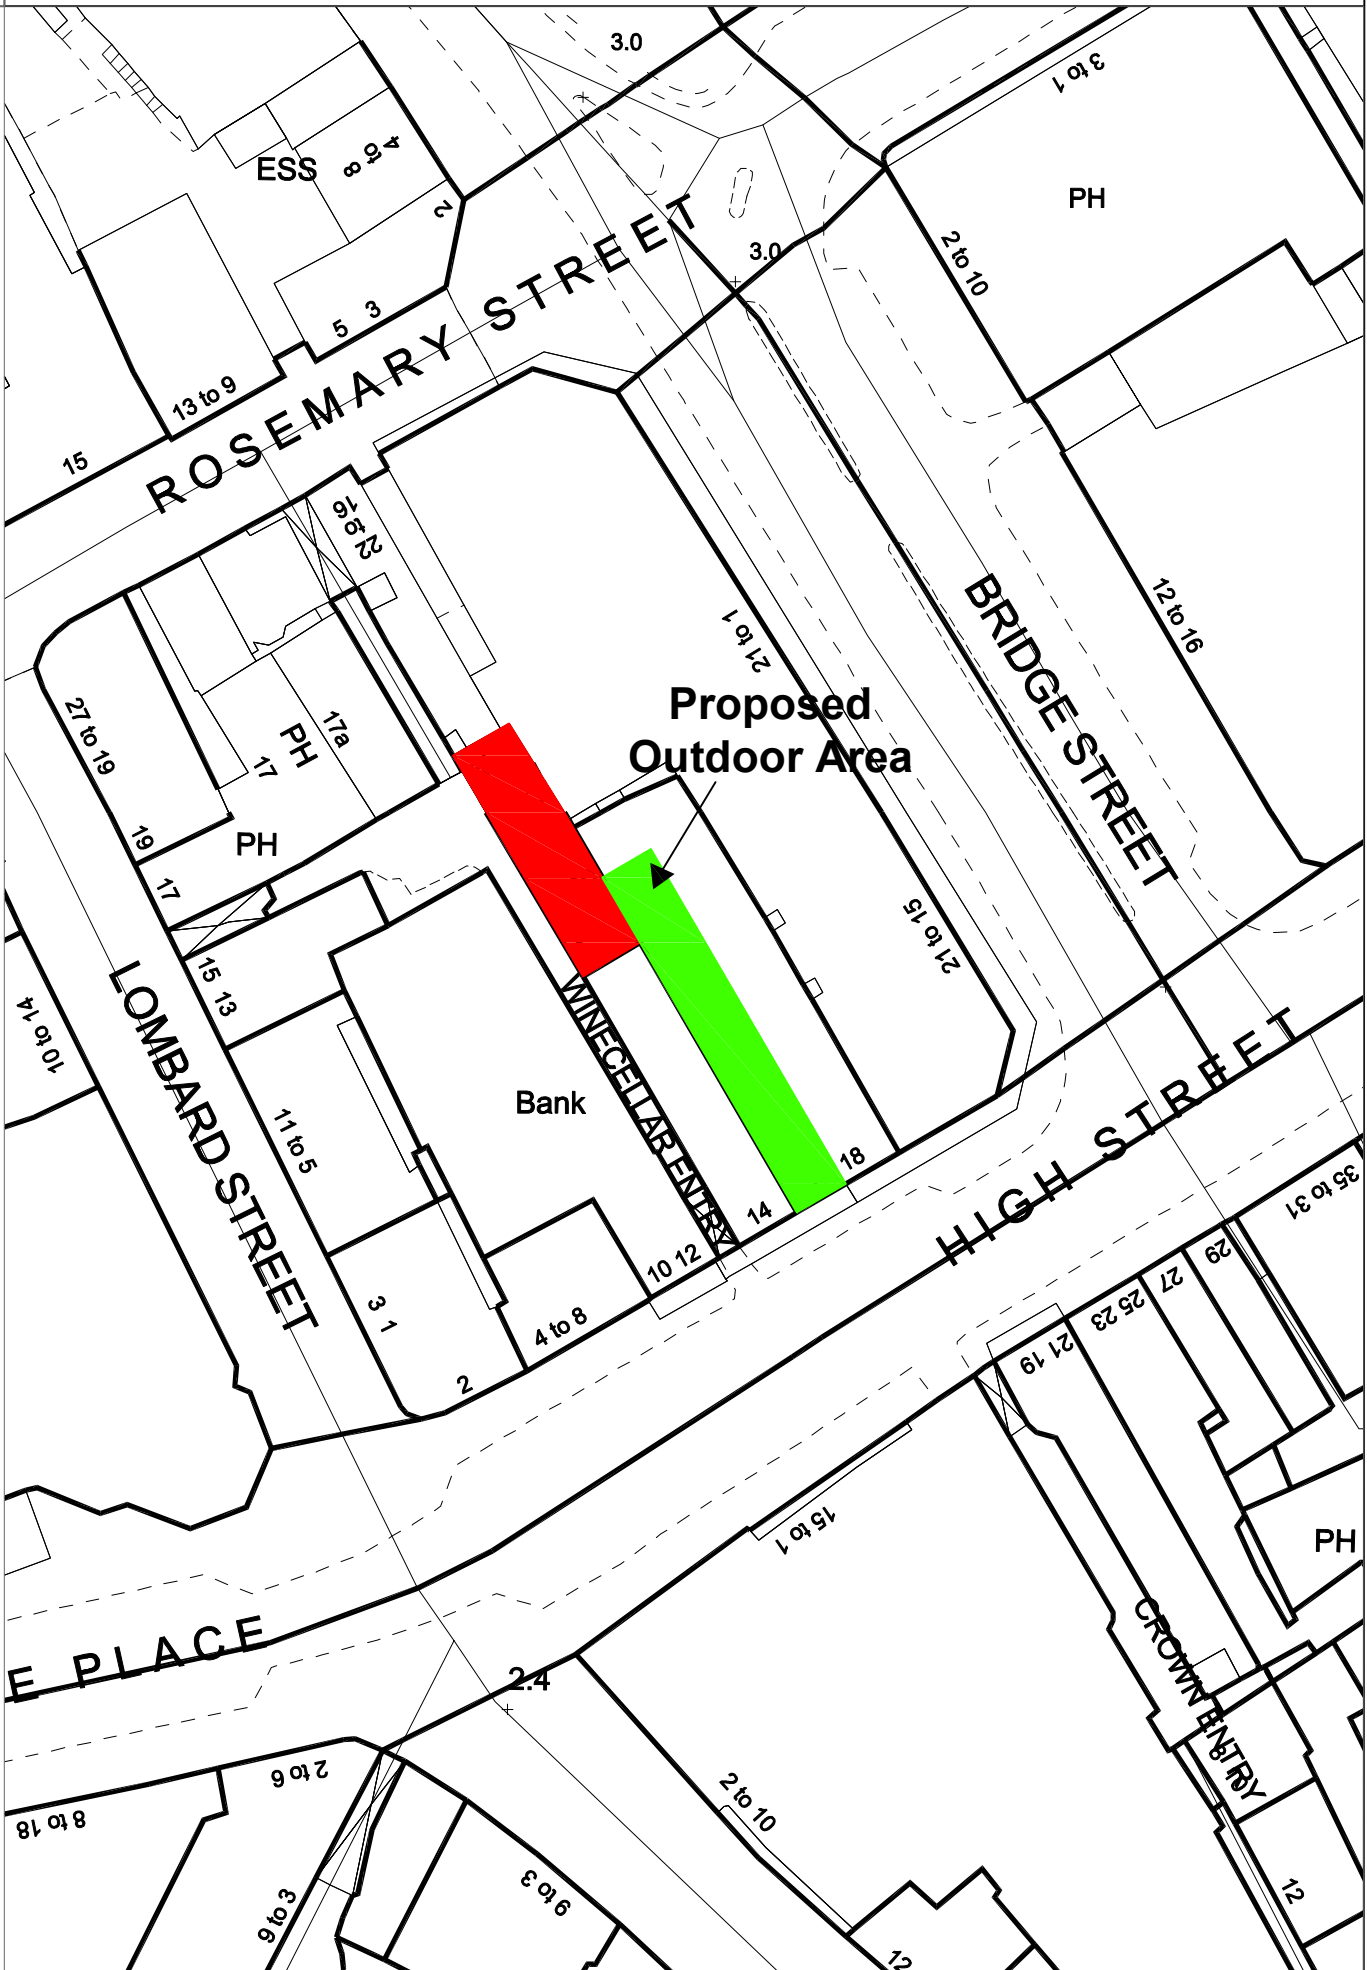 3.0
3 to 1
ESS
4 to 8
2
PH
2 to 10
3.0
ROSEMARY STREET
5 3
13 to 9
15
16
22 to 6
21 to 1
BRIDGE STREET
12 to 16
27 to 19
PH
17a
17
Proposed
Outdoor Area
19
PH
17
21 to 15
15 13
10 to 14
LOMBARD STREET
WINECELLAR ENTRY
Bank
11 to 5
HIGH STREET
18
14
10 12
4 to 8
3 1
2
35 to 31
29
27
25 23
21 19
15 to 1
PH
CROWN ENTRY
E PLACE
2.4
2 to 6
8 to 18
2 to 10
9 to 3
9 to 3
12
12